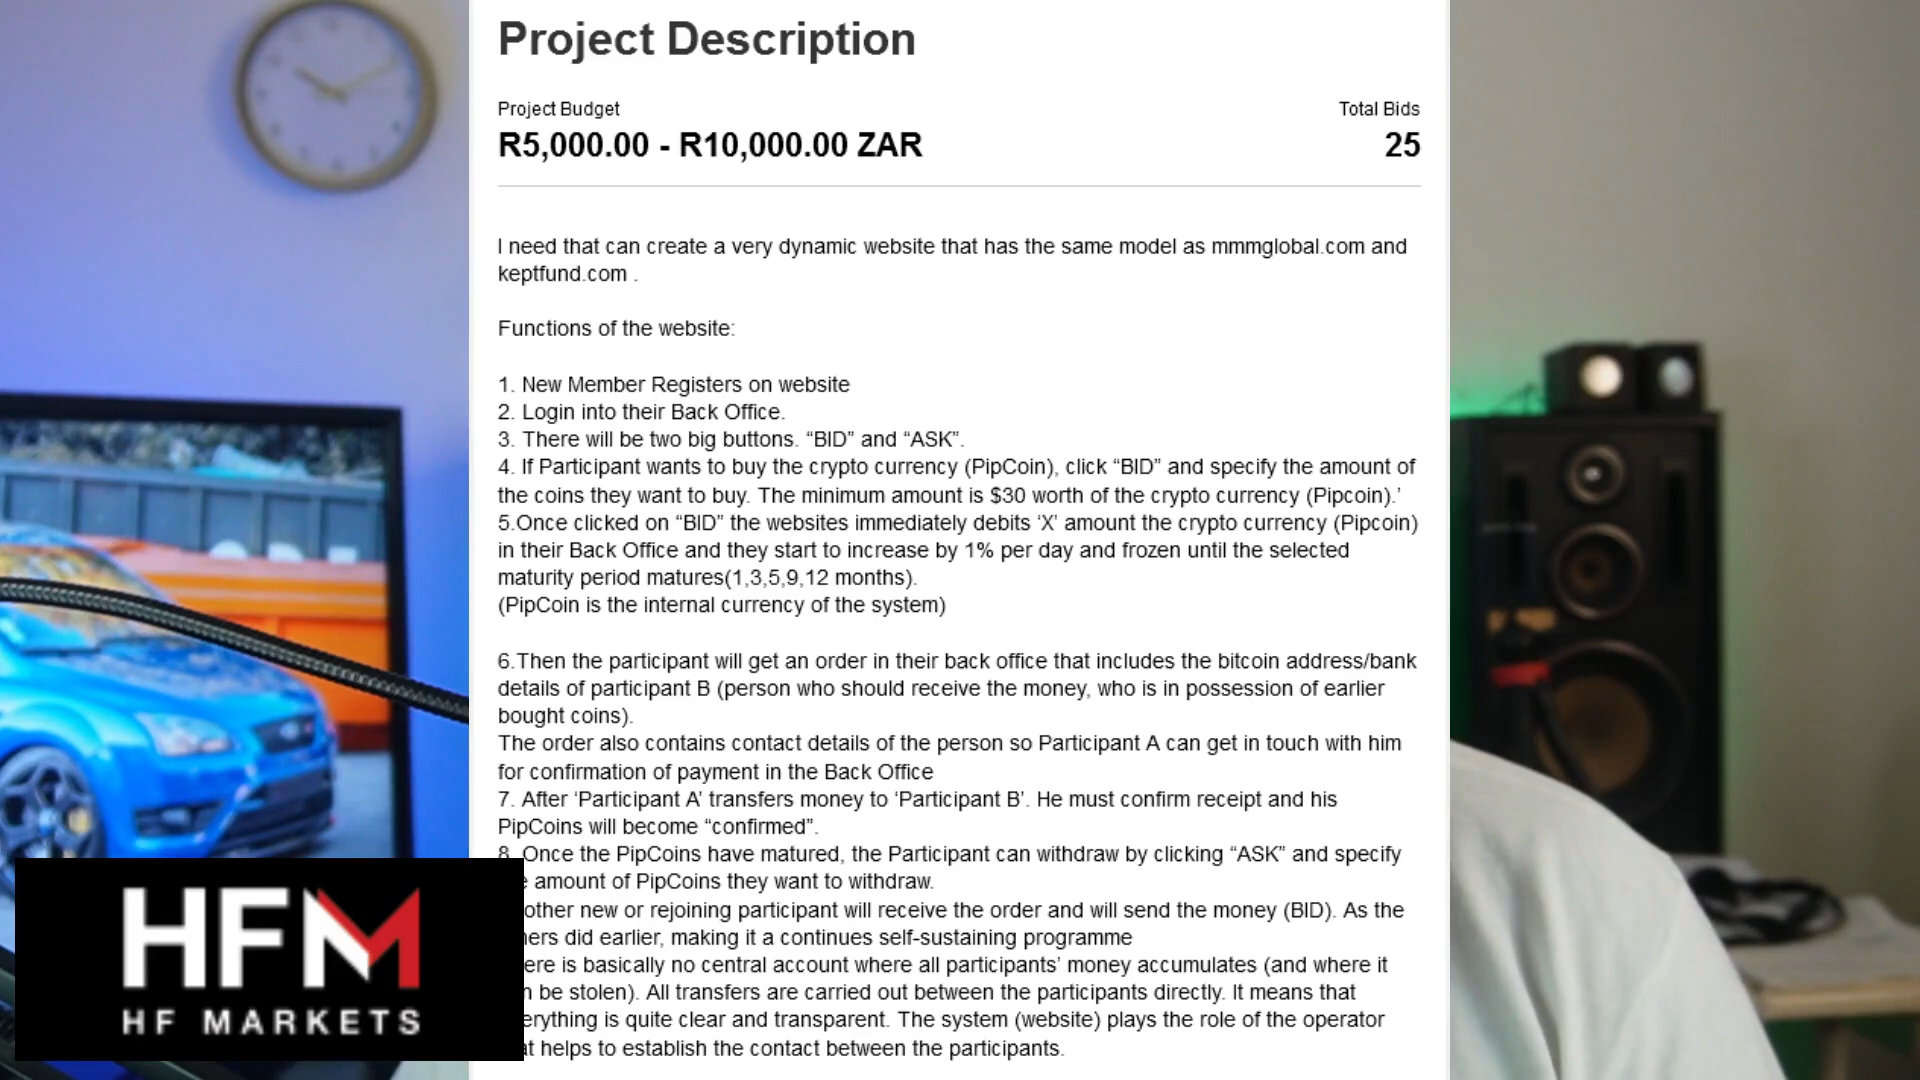 Project Description
Project Budget
Total Bids
R5,000.00 - R10,000.00 ZAR
25
I need that can create a very dynamic website that has the same model as mmmglobal.com and
keptfund.com .
Functions of the website:
1. New Member Registers on website
2. Login into their Back Office.
3. There will be two big buttons. “BID” and “ASK”.
4. If Participant wants to buy the crypto currency (PipCoin), click “BID” and specify the amount of
the coins they want to buy. The minimum amount is $30 worth of the crypto currency (Pipcoin).’
5.Once clicked on “BID” the websites immediately debits ‘X’ amount the crypto currency (Pipcoin)
in their Back Office and they start to increase by 1% per day and frozen until the selected
maturity period matures(1,3,5,9,12 months).
(PipCoin is the internal currency of the system)
6.Then the participant will get an order in their back office that includes the bitcoin address/bank
details of participant B (person who should receive the money, who is in possession of earlier
bought coins).
The order also contains contact details of the person so Participant A can get in touch with him
for confirmation of payment in the Back Office
7. After ‘Participant A’ transfers money to ‘Participant B’. He must confirm receipt and his
PipCoins will become “confirmed”.
8. Once the PipCoins have matured, the Participant can withdraw by clicking “ASK” and specify
amount of PipCoins they want to withdraw.
other new or rejoining participant will receive the order and will send the money (BID). As the
did earlier, making it a continues self-sustaining programme
is basically no central account where all participants’ money accumulates (and where it
be stolen). All transfers are carried out between the participants directly. It means that
is quite clear and transparent. The system (website) plays the role of the operator
helps to establish the contact between the participants.
HFM
HF MARKETS